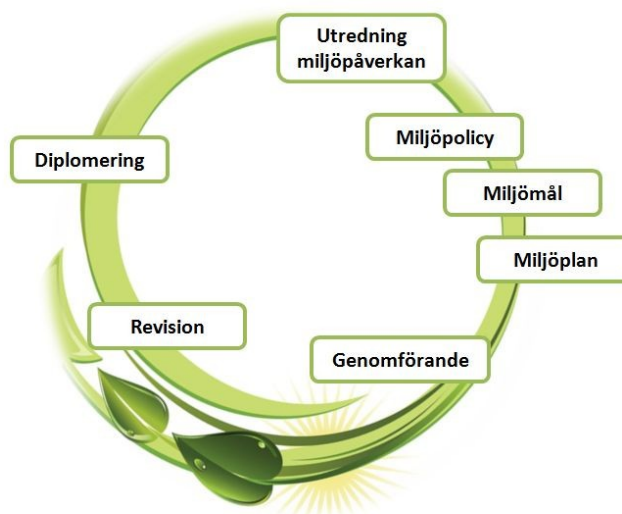 Utredning
miljöpåverkan
Miljöpolicy
Miljömål
Miljöplan
Genomförande
Revision
Diplomering